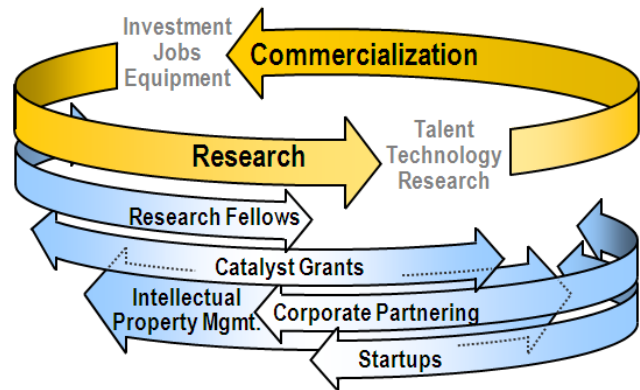 Investment
Jobs
Equipment
Commercialization
Research
Talent
Technology
Research
Research Fellows
Catalyst Grants
Intellectual
Property Mgmt.
Corporate Partnering
Startups